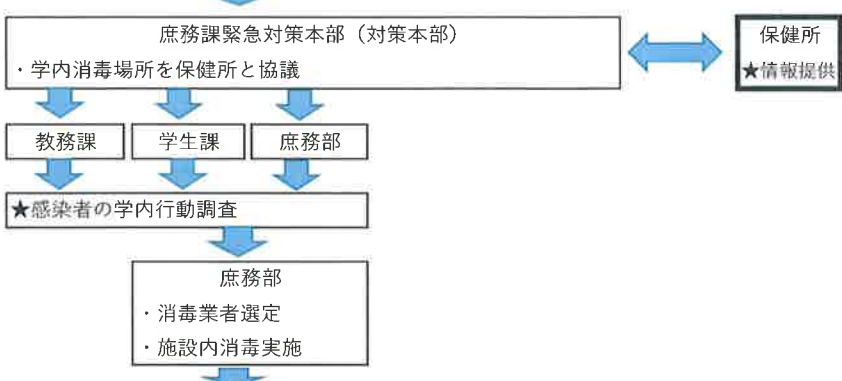 庶務課緊急対策本部（対策本部）
・学内消毒場所を保健所と協議
保健所
★情報提供
教務課
学生課
庶務部
★感染者の学内行動調査
庶務部
・消毒業者選定
・施設内消毒実施